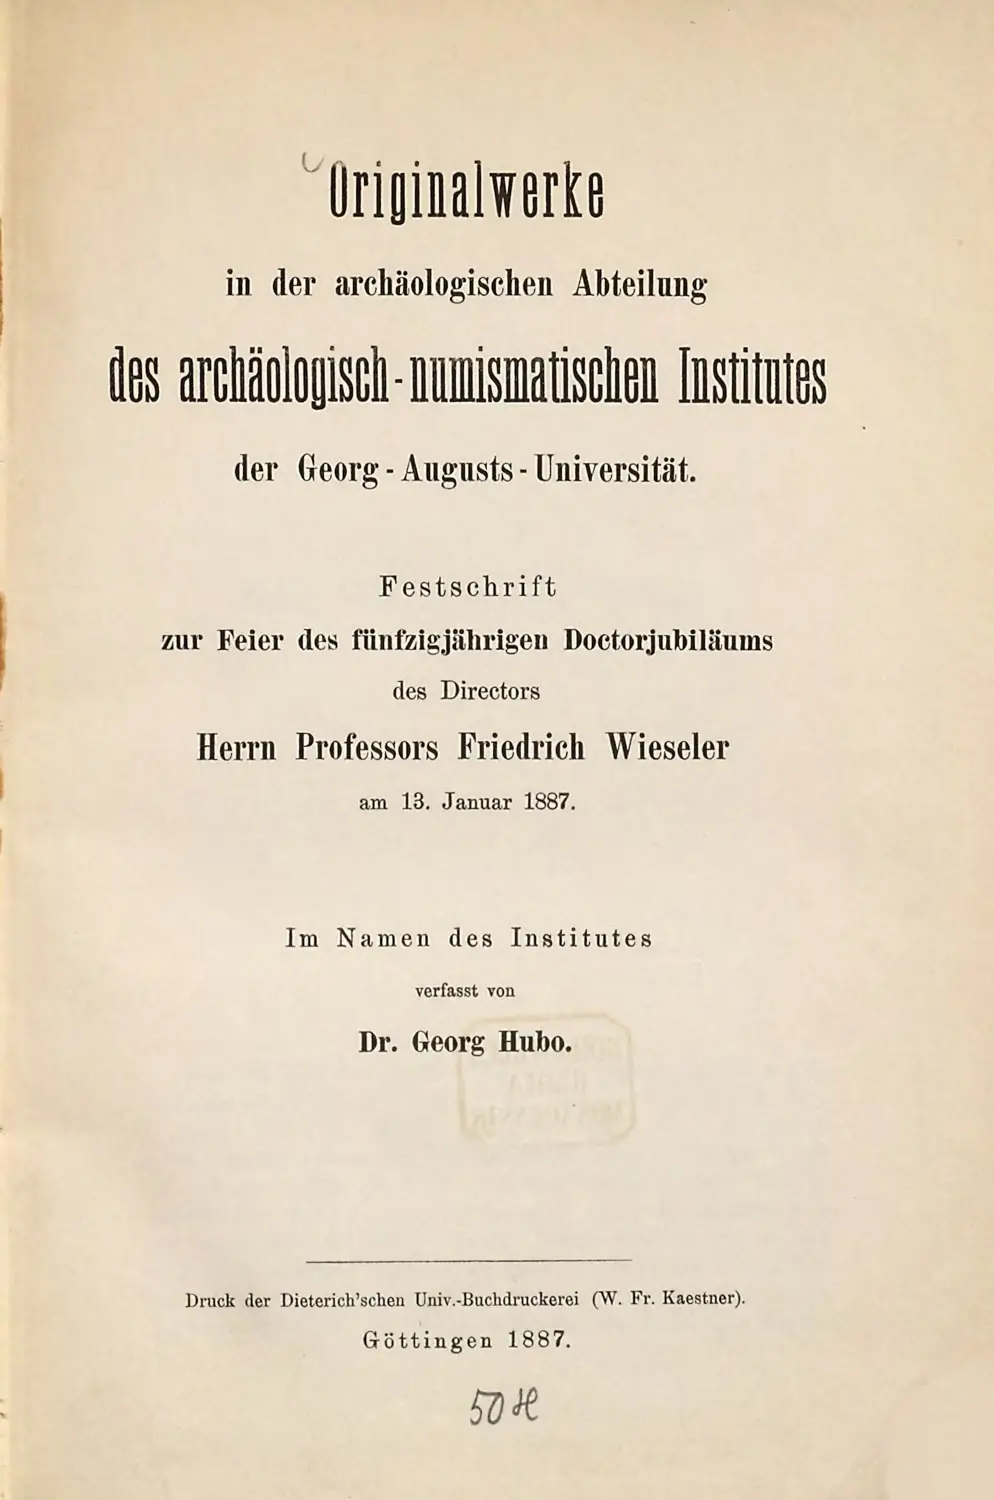 Originalwerke
in der archäologischen Abteilung
des archäologisch-numismatischen Institutes
der Georg-Augusts-Universität.
Festschrift
zur Feier des fünfzigjährigen Doctorjubiläums
des Directors
Herrn Professors Friedrich Wieseler
am 13. Januar 1887.
Im Namen des Institutes
verfasst von
Dr. Georg Hubo.
Druck der Dieterich'schen Univ.-Buchdruckerei (W. Fr. Kaestner).
Göttingen 1887.
50